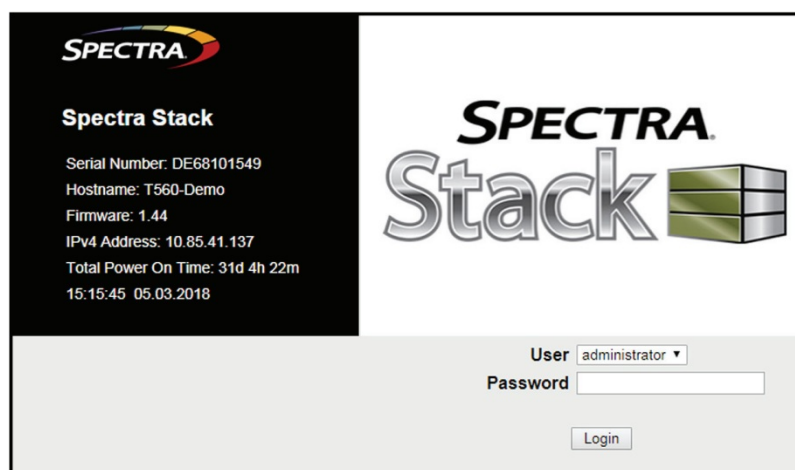 SPECTRA
Spectra Stack
Serial Number: DE68101549
Hostname: T560-Demo
Firmware: 1.44
IPv4 Address: 10.85.41.137
Total Power On Time: 31d 4h 22m
15:15:45 05.03.2018
SPECTRA.
Stack
User administrator
Password
Login